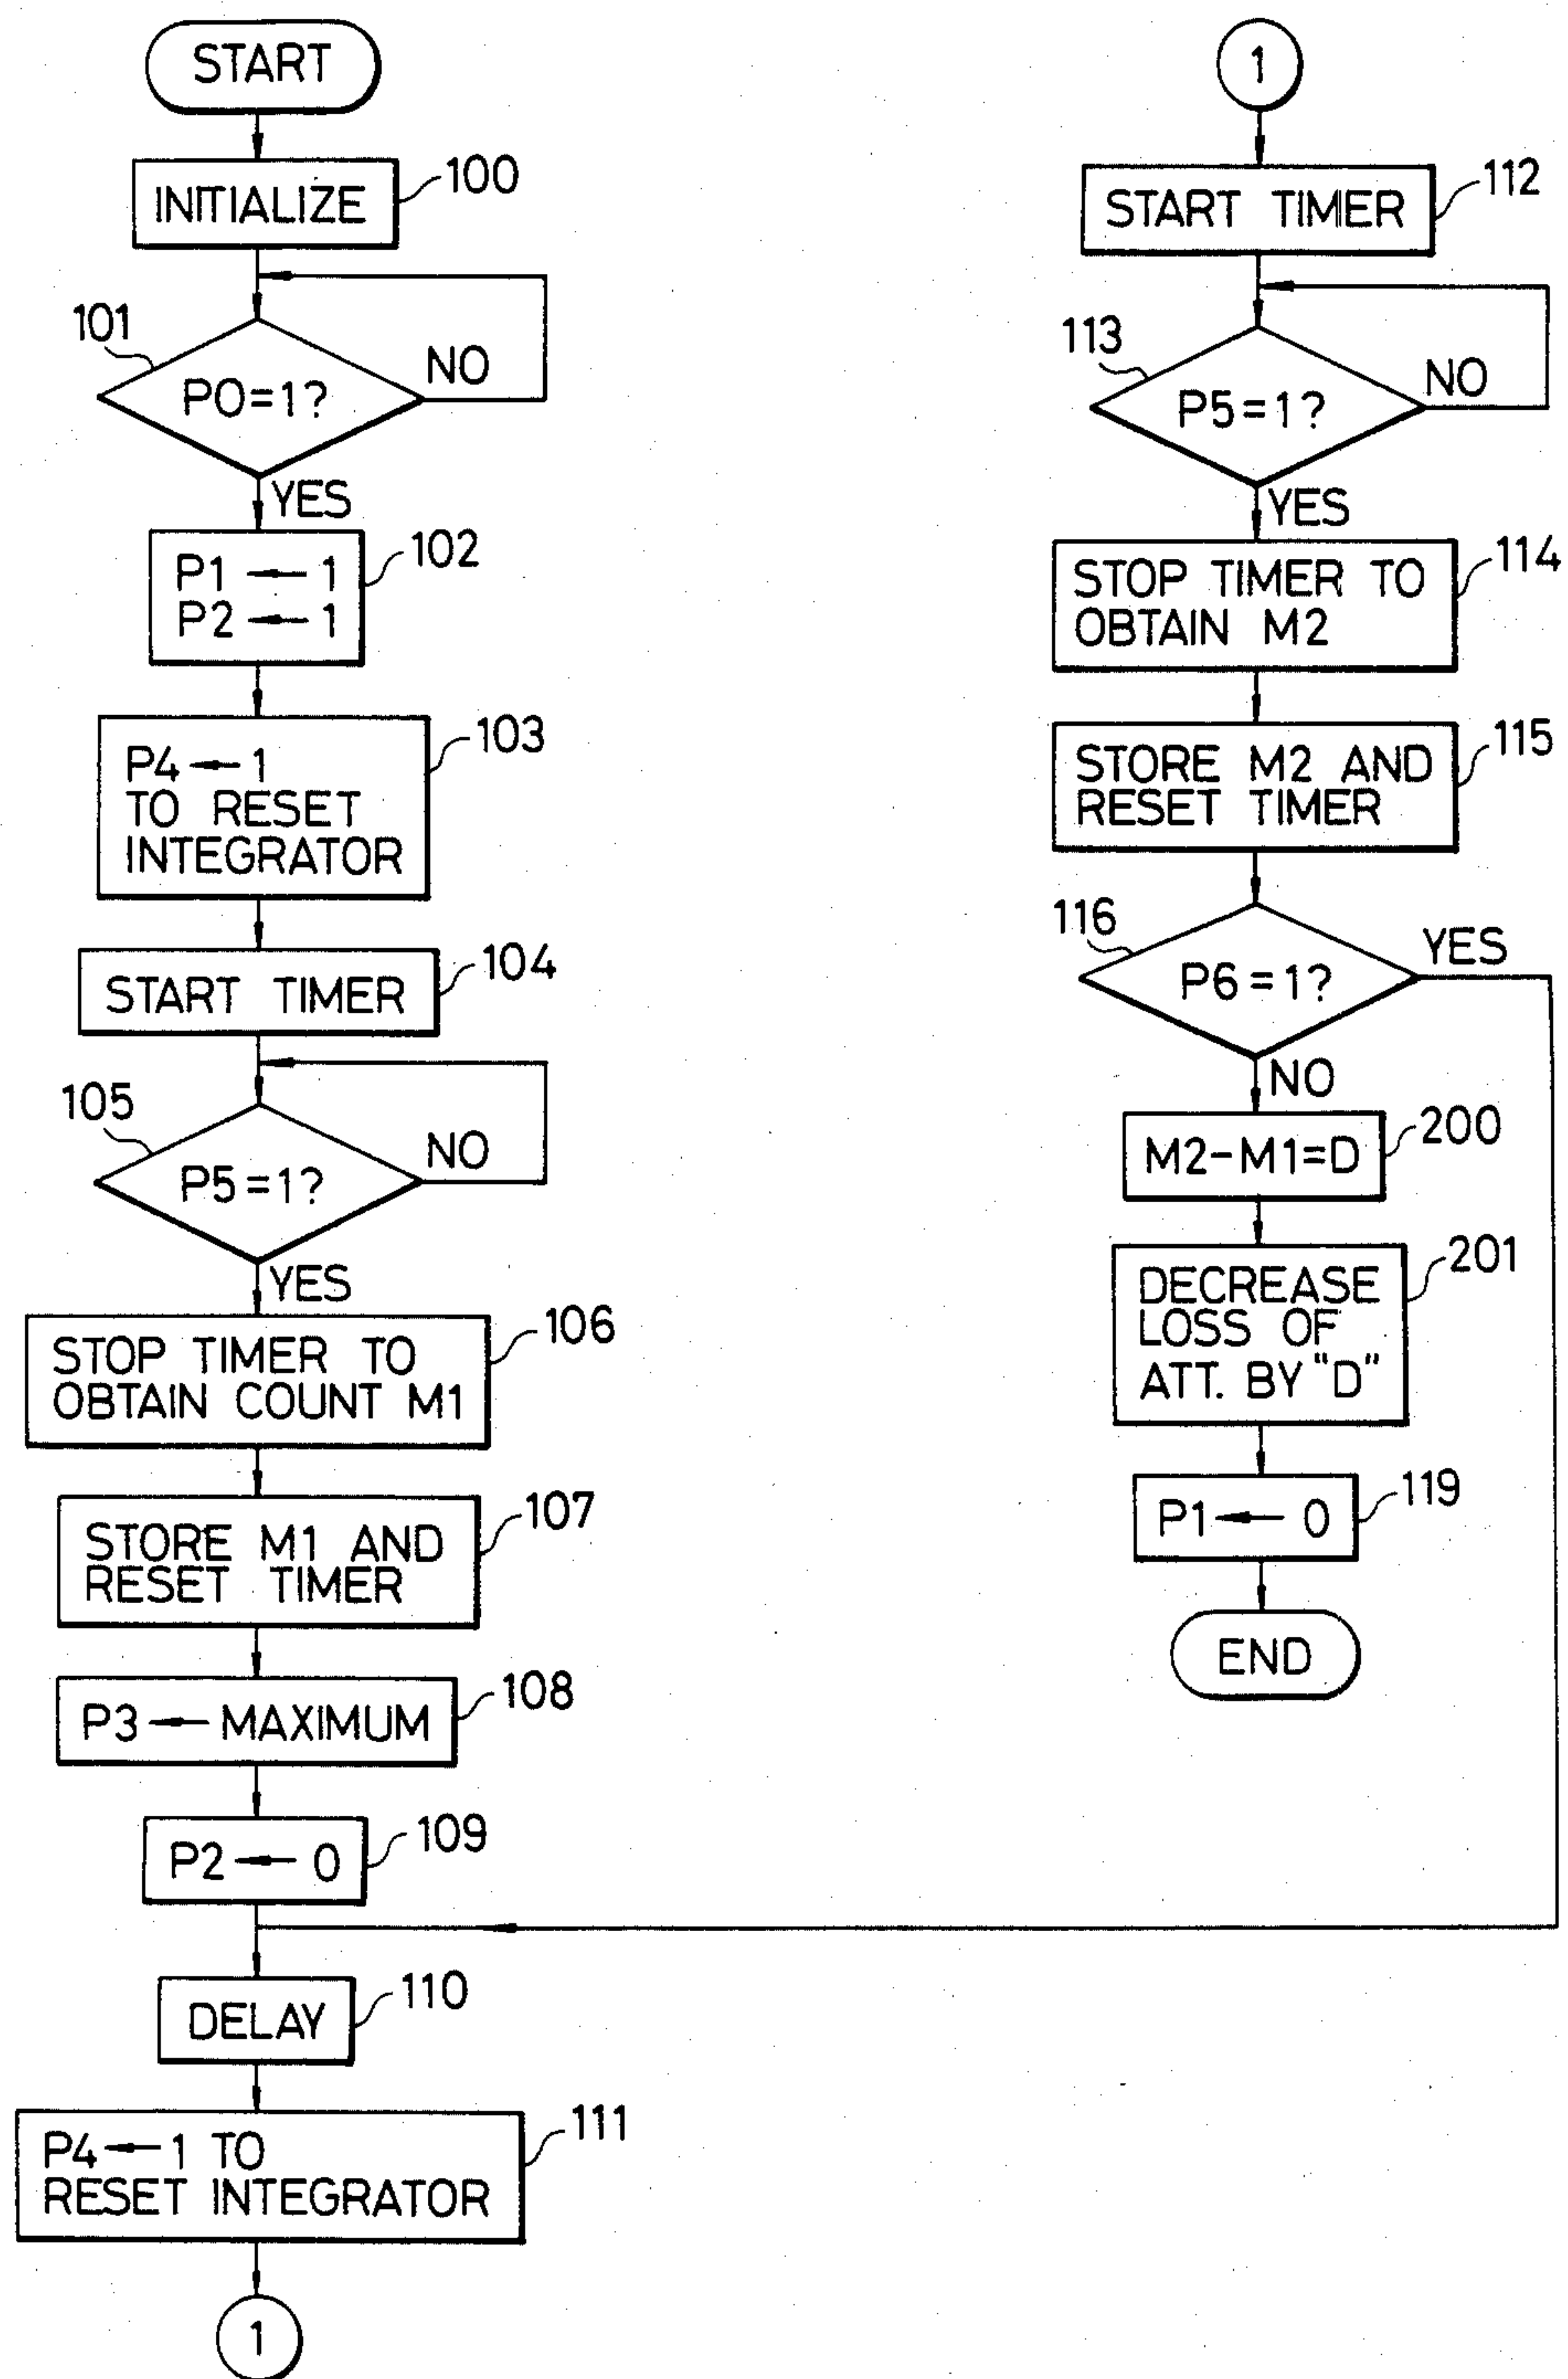 START
INITIALIZE
100
101
P0=1?
NO
YES
P1 ← 1
P2 ← 1
102
P4 ← 1
TO RESET
INTEGRATOR
103
START TIMER
104
105
P5=1?
NO
YES
STOP TIMER TO
OBTAIN COUNT M1
106
STORE M1 AND
RESET TIMER
107
P3 ← MAXIMUM
108
P2 ← 0
109
DELAY
110
P4 ← 1 TO
RESET INTEGRATOR
111
1
1
START TIMER
112
113
P5=1?
NO
YES
STOP TIMER TO
OBTAIN M2
114
STORE M2 AND
RESET TIMER
115
116
P6=1?
YES
NO
M2-M1=D
200
DECREASE
LOSS OF
ATT. BY "D"
201
P1 ← 0
119
END